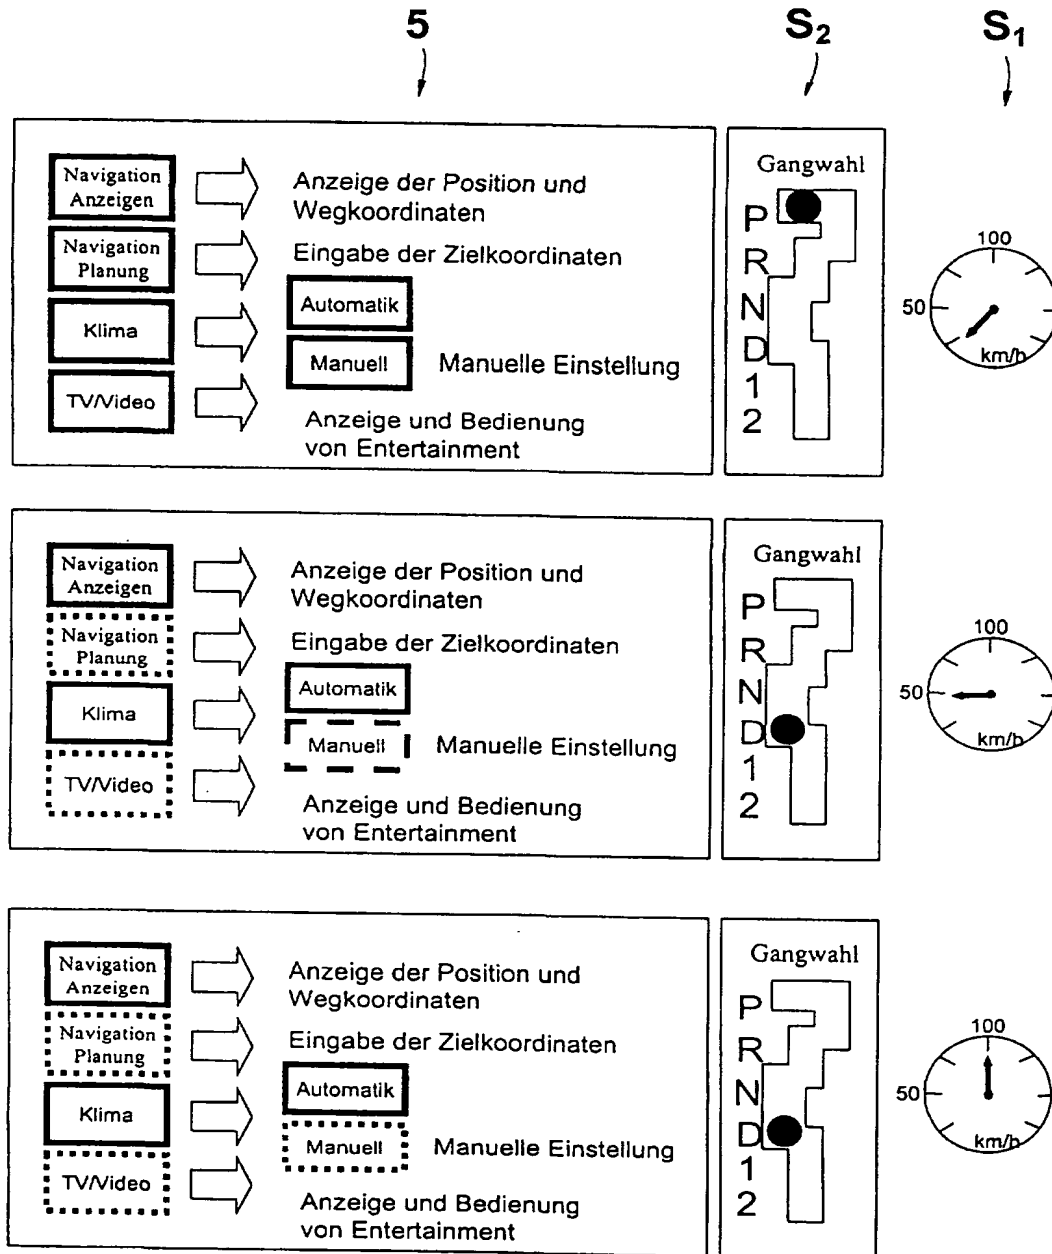 5
S₂
S₁
Navigation
Anzeigen
Anzeige der Position und
Wegkoordinaten
Navigation
Planung
Eingabe der Zielkoordinaten
Klima
Automatik
Manuell
Manuelle Einstellung
TV/Video
Anzeige und Bedienung
von Entertainment
Gangwahl
P
R
N
D
1
2
100
50
km/h
Navigation
Anzeigen
Anzeige der Position und
Wegkoordinaten
Navigation
Planung
Eingabe der Zielkoordinaten
Klima
Automatik
Manuell
Manuelle Einstellung
TV/Video
Anzeige und Bedienung
von Entertainment
Gangwahl
P
R
N
D
1
2
100
50
km/h
Navigation
Anzeigen
Anzeige der Position und
Wegkoordinaten
Navigation
Planung
Eingabe der Zielkoordinaten
Klima
Automatik
Manuell
Manuelle Einstellung
TV/Video
Anzeige und Bedienung
von Entertainment
Gangwahl
P
R
N
D
1
2
100
50
km/h